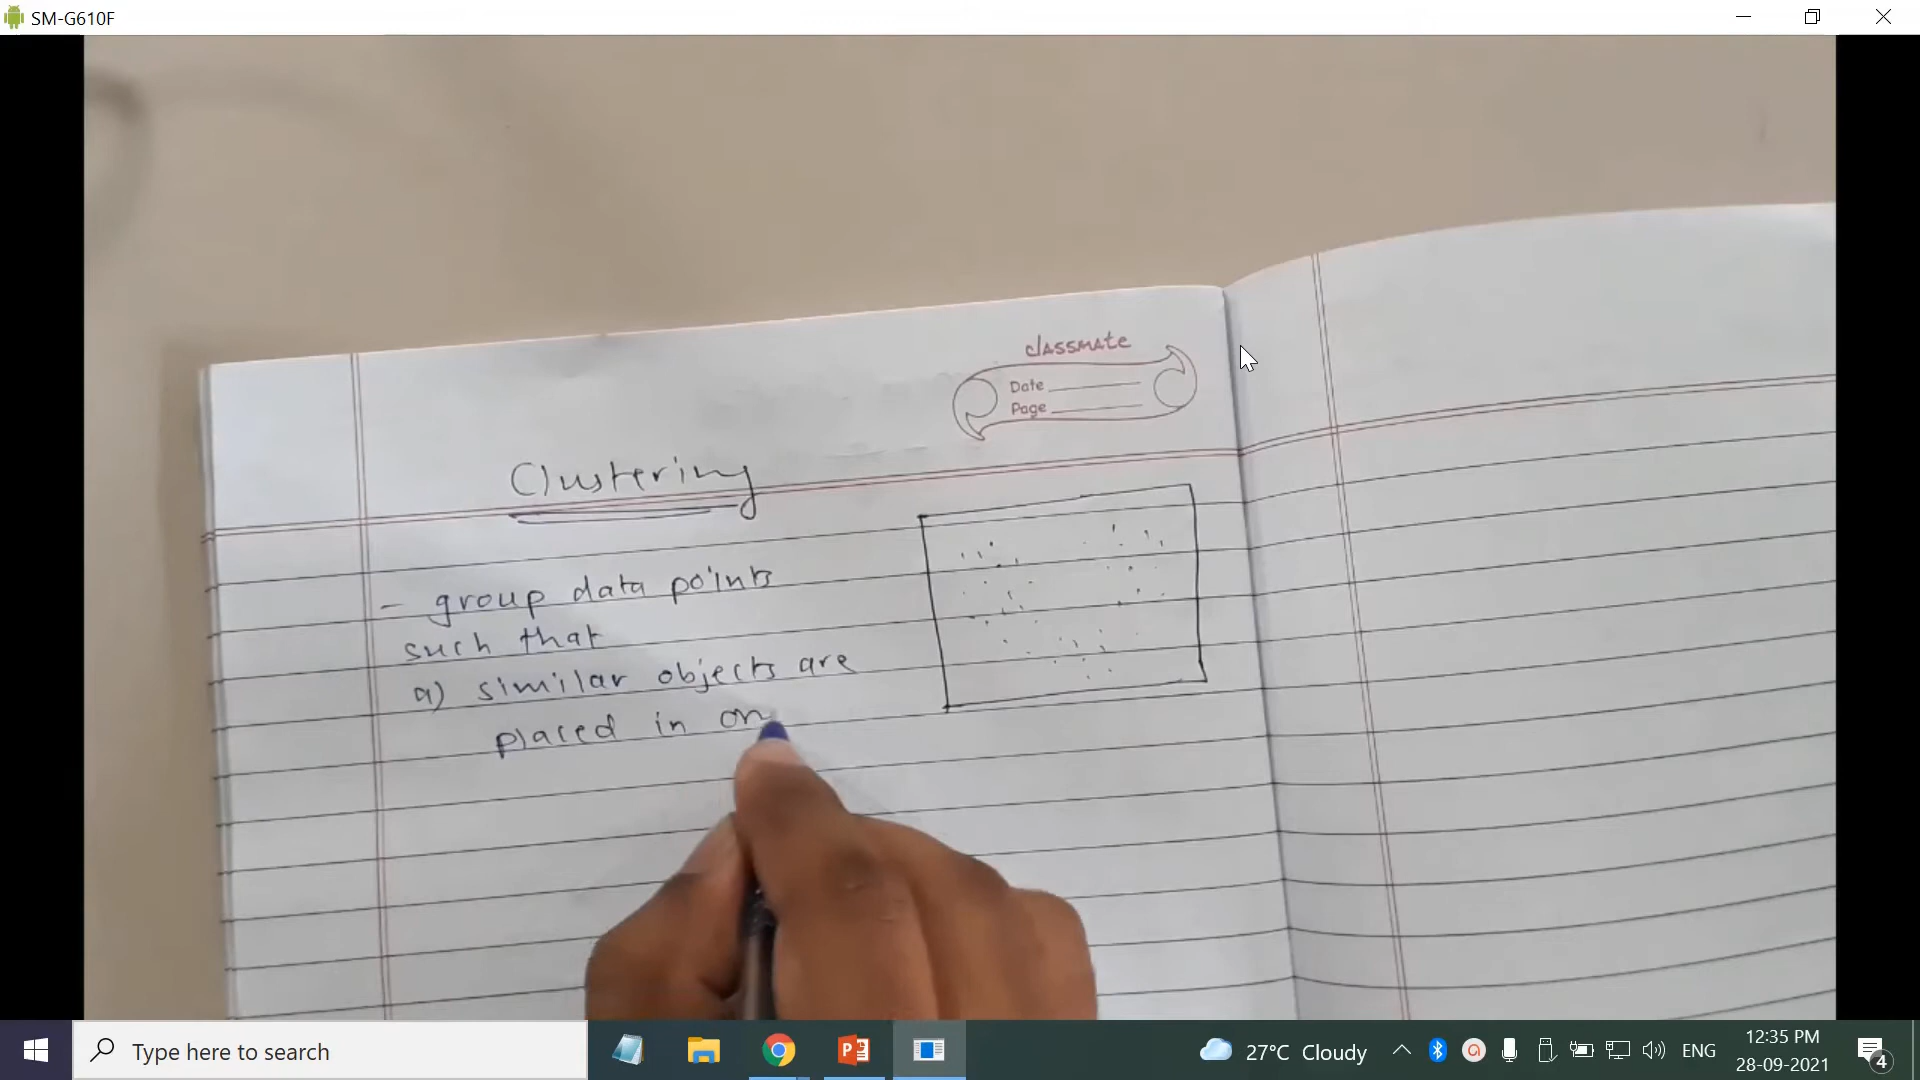 SM-G610F
classmate
Date
Page
Clustering
- group data points
such that
a) similar objects are
placed in on
Type here to search
27°C Cloudy
ENG
12:35 PM
28-09-2021
4